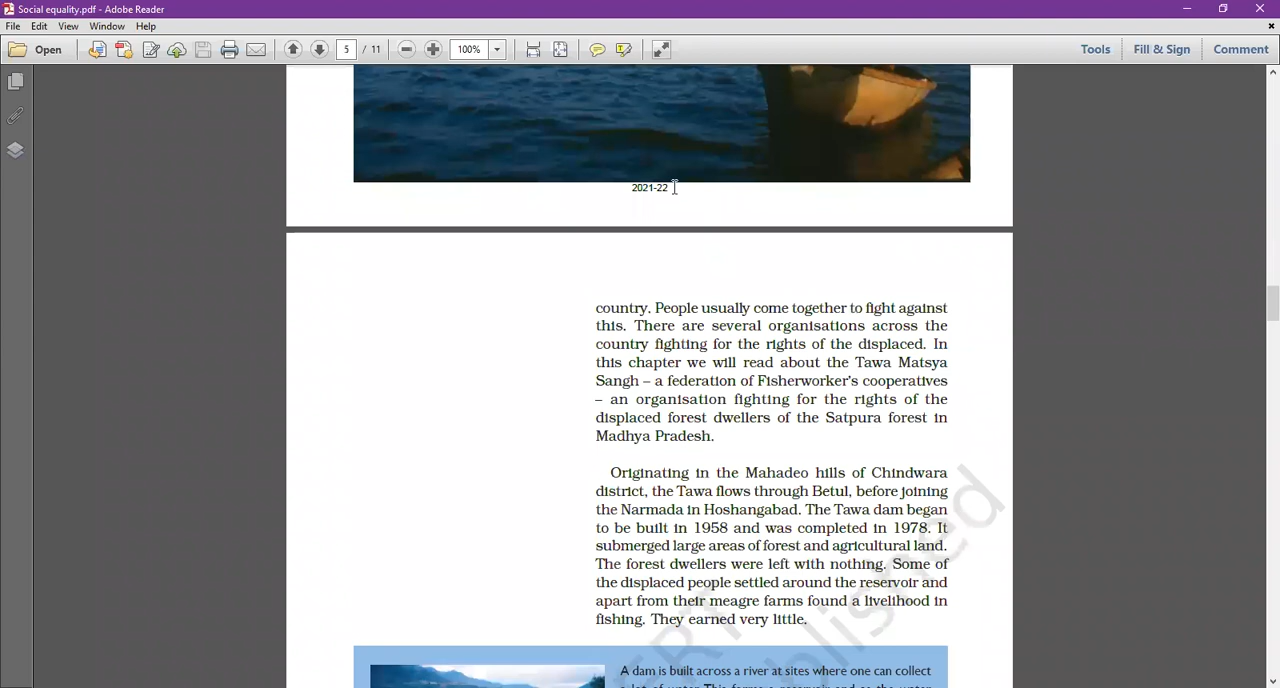 Social equality.pdf - Adobe Reader
File Edit View Window Help
Open 5 / 11 100% Tools Fill & Sign Comment
2021-22
country. People usually come together to fight against
this. There are several organisations across the
country fighting for the rights of the displaced. In
this chapter we will read about the Tawa Matsya
Sangh – a federation of Fisherworker's cooperatives
– an organisation fighting for the rights of the
displaced forest dwellers of the Satpura forest in
Madhya Pradesh.
Originating in the Mahadeo hills of Chindwara
district, the Tawa flows through Betul, before joining
the Narmada in Hoshangabad. The Tawa dam began
to be built in 1958 and was completed in 1978. It
submerged large areas of forest and agricultural land.
The forest dwellers were left with nothing. Some of
the displaced people settled around the reservoir and
apart from their meagre farms found a livelihood in
fishing. They earned very little.
A dam is built across a river at sites where one can collect